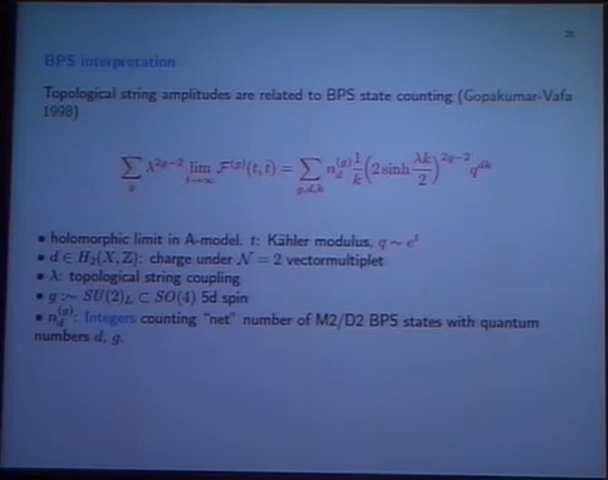 BPS interpretation
Topological string amplitudes are related to BPS state counting (Gopakumar-Vafa
1998)
∑_g λ^{2g−2} lim_{t̄→∞} F^{(g)}(t, t̄) = ∑_{g,d,k} n_d^{(g)} 1/k (2 sinh λk/2)^{2g−2} q^{dk}
• holomorphic limit in A-model. t: Kähler modulus, q ∼ e^t
• d ∈ H₂(X, ℤ): charge under N = 2 vectormultiplet
• λ: topological string coupling
• g :∼ SU(2)_L ⊂ SO(4) 5d spin
• n_d^{(g)}: Integers counting “net” number of M2/D2 BPS states with quantum
numbers d, g.